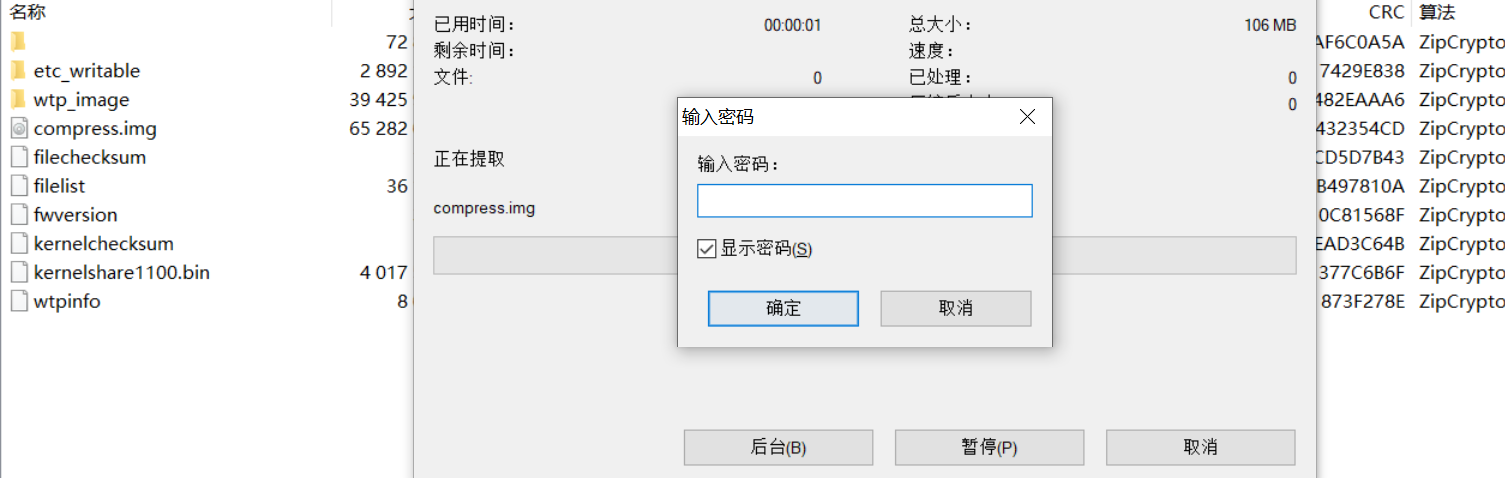 名称
CRC 算法
72
AF6C0A5A ZipCrypto
etc_writable 2 892
7429E838 ZipCrypto
wtp_image 39 425
482EAAA6 ZipCrypto
compress.img 65 282
432354CD ZipCrypto
filechecksum
CD5D7B43 ZipCrypto
filelist 36
B497810A ZipCrypto
fwversion
0C81568F ZipCrypto
kernelchecksum
EAD3C64B ZipCrypto
kernelshare1100.bin 4 017
377C6B6F ZipCrypto
wtpinfo 8
873F278E ZipCrypto
已用时间： 00:00:01 总大小： 106 MB
剩余时间： 速度：
文件: 0 已处理： 0
0
正在提取
compress.img
输入密码
输入密码：
显示密码(S)
确定 取消
后台(B) 暂停(P) 取消